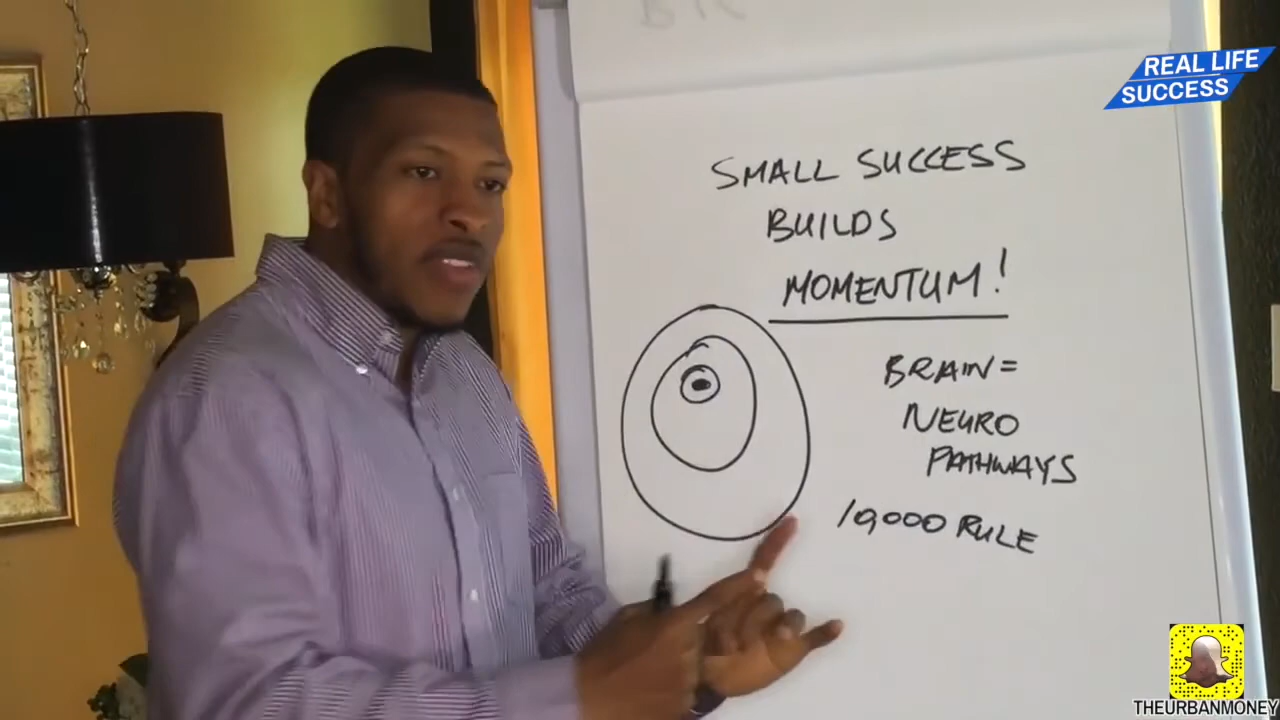 REAL LIFE
SUCCESS
SMALL SUCCESS
BUILDS
MOMENTUM!
BRAIN =
NEURO
PATHWAYS
10,000 RULE
THEURBANMONEY